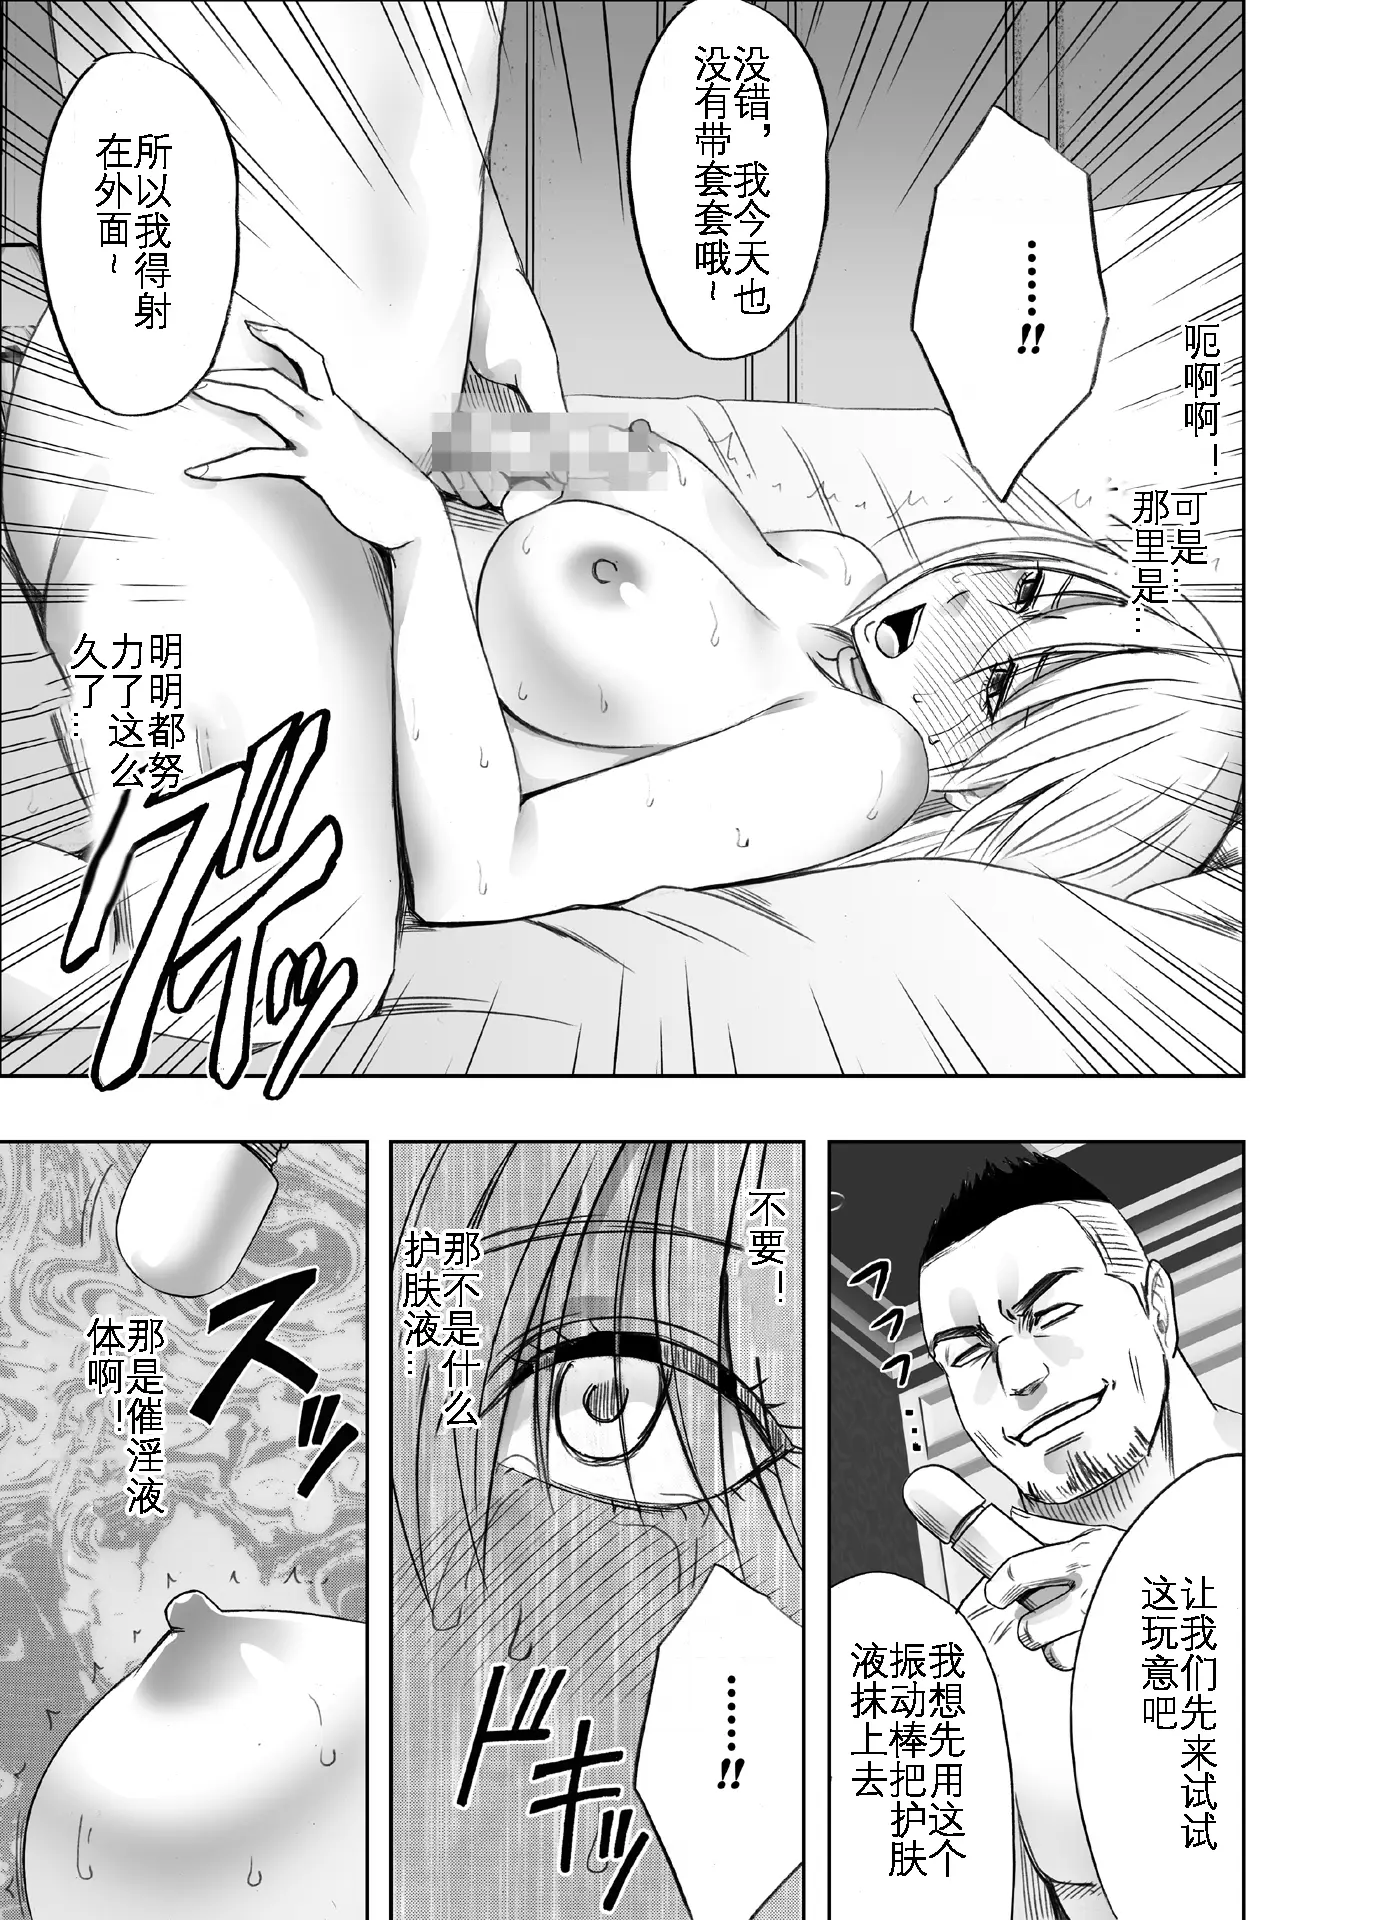 呃啊啊！
可是…
那里是…
……!!
没错，我今天也
没有带套套哦～
所以我得射
在外面～
明明都努
力了这么
久了…
グイッ
让我们先来试试
这玩意吧
クスクス…
我想先用这个
振动棒把护肤
液抹上去
不要！
那不是什么
护肤液…
……!!
ドキッ
那是催淫液
体啊！
スッ